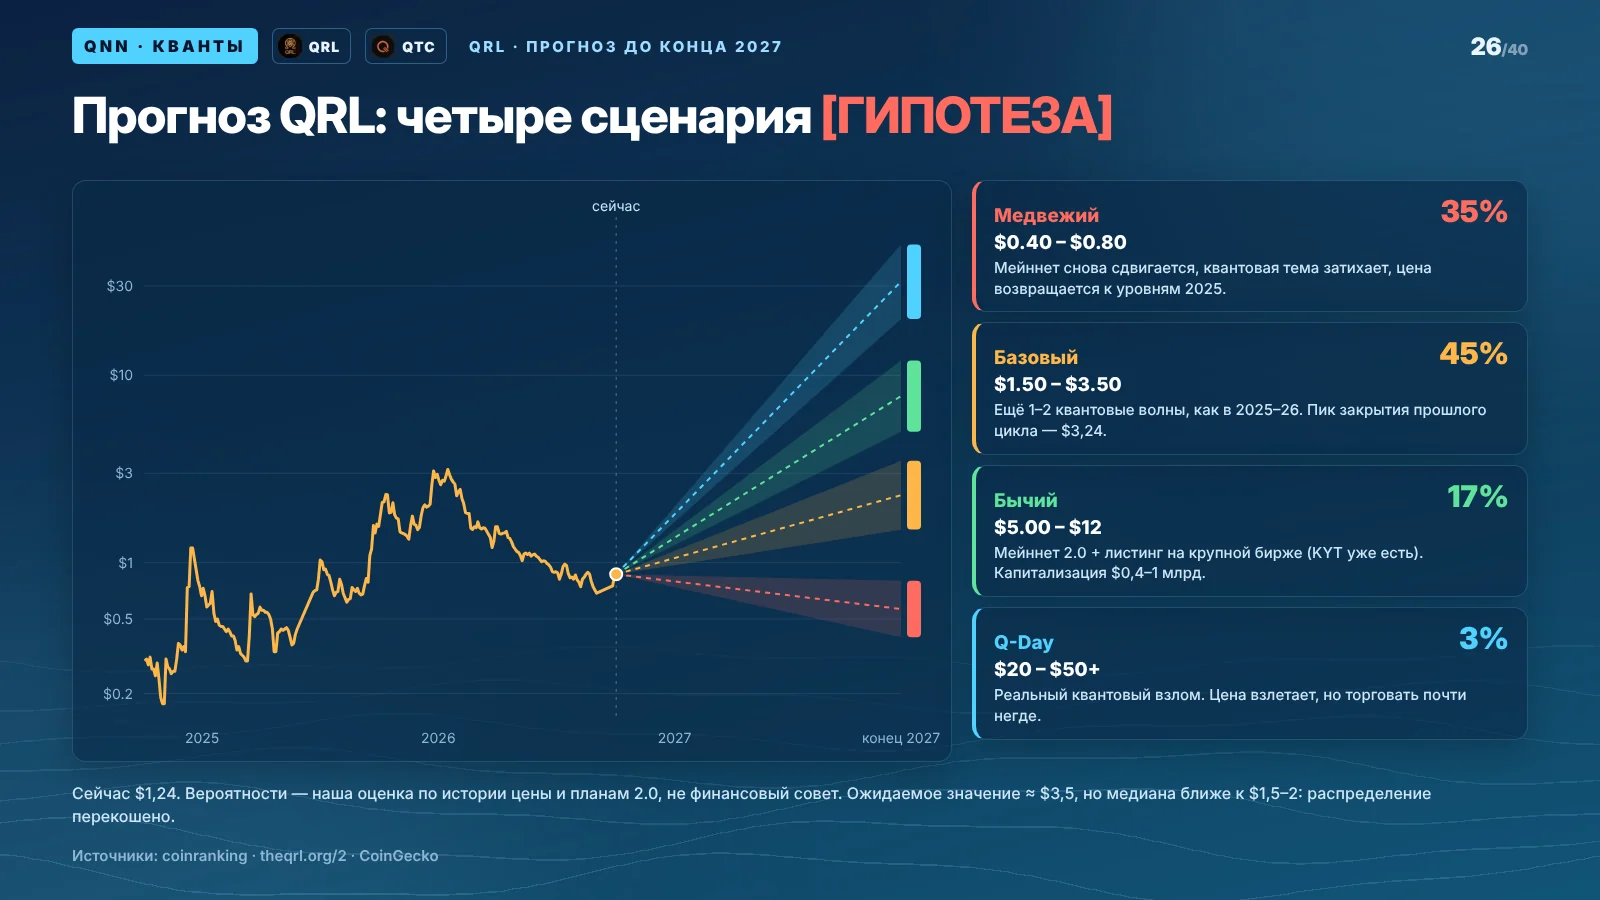 QNN · КВАНТЫ
QRL
QTC
QRL · ПРОГНОЗ ДО КОНЦА 2027
26/40
Прогноз QRL: четыре сценария [ГИПОТЕЗА]
сейчас
$30
$10
$3
$1
$0.5
$0.2
2025
2026
2027
конец 2027
Медвежий
35%
$0.40 – $0.80
Мейннет снова сдвигается, квантовая тема затихает, цена
возвращается к уровням 2025.
Базовый
45%
$1.50 – $3.50
Ещё 1–2 квантовые волны, как в 2025–26. Пик закрытия прошлого
цикла — $3,24.
Бычий
17%
$5.00 – $12
Мейннет 2.0 + листинг на крупной бирже (KYT уже есть).
Капитализация $0,4–1 млрд.
Q-Day
3%
$20 – $50+
Реальный квантовый взлом. Цена взлетает, но торговать почти
негде.
Сейчас $1,24. Вероятности — наша оценка по истории цены и планам 2.0, не финансовый совет. Ожидаемое значение ≈ $3,5, но медиана ближе к $1,5–2: распределение
перекошено.
Источники: coinranking · theqrl.org/2 · CoinGecko